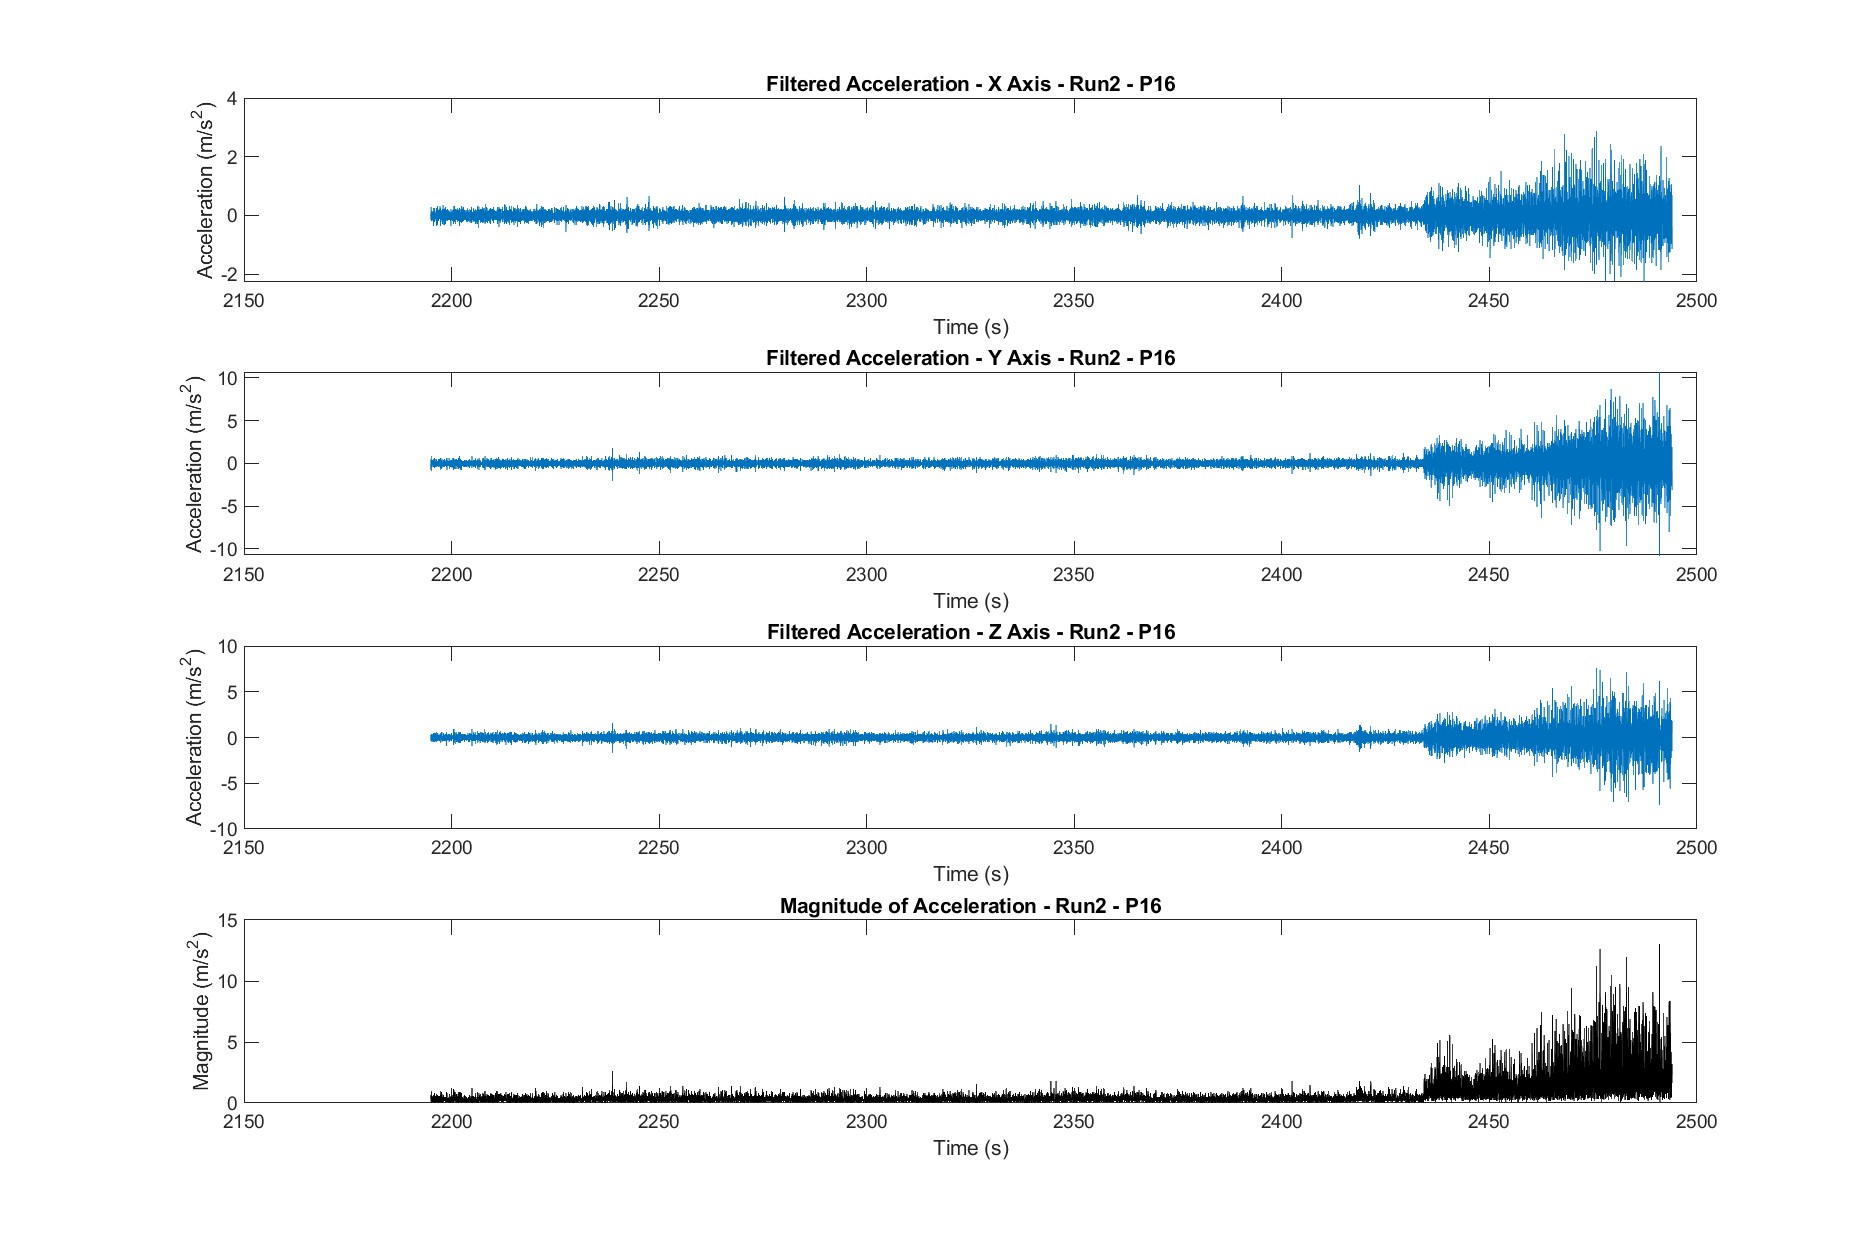 Filtered Acceleration - X Axis - Run2 - P16
Acceleration (m/s²)
4
2
0
-2
2150 2200 2250 2300 2350 2400 2450 2500
Time (s)
Filtered Acceleration - Y Axis - Run2 - P16
Acceleration (m/s²)
10
5
0
-5
-10
2150 2200 2250 2300 2350 2400 2450 2500
Time (s)
Filtered Acceleration - Z Axis - Run2 - P16
Acceleration (m/s²)
10
5
0
-5
-10
2150 2200 2250 2300 2350 2400 2450 2500
Time (s)
Magnitude of Acceleration - Run2 - P16
Magnitude (m/s²)
15
10
5
0
2150 2200 2250 2300 2350 2400 2450 2500
Time (s)